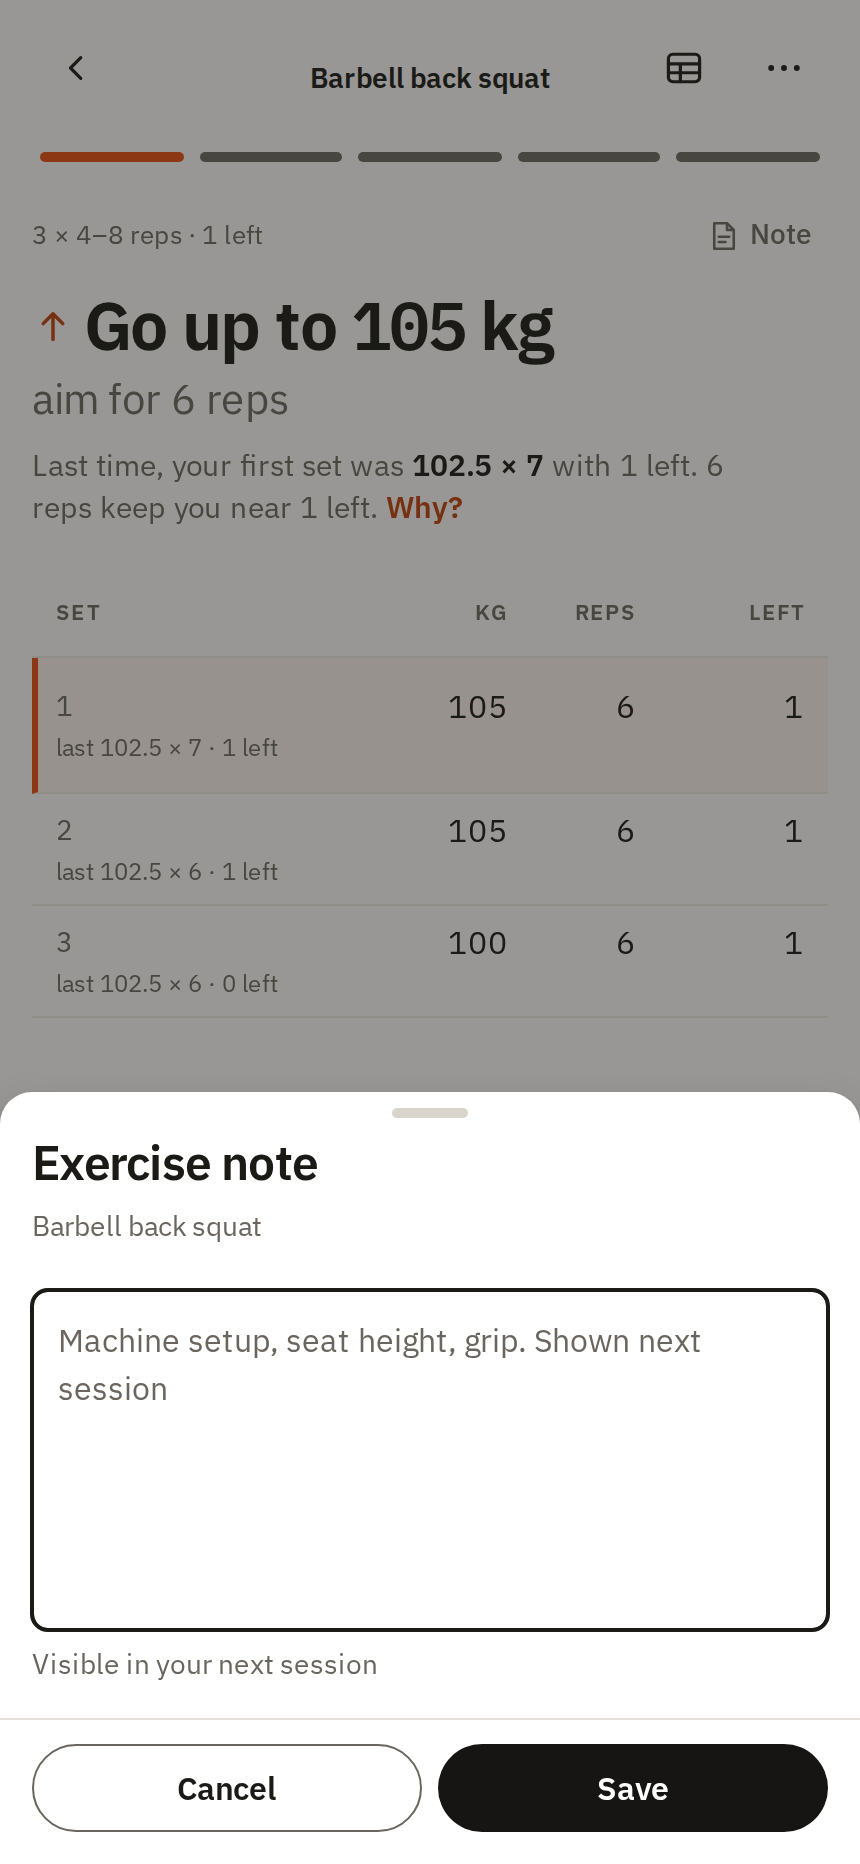 Barbell back squat
3 × 4–8 reps · 1 left
Note
↑ Go up to 105 kg
aim for 6 reps
Last time, your first set was 102.5 × 7 with 1 left. 6
reps keep you near 1 left. Why?
SET KG REPS LEFT
1 105 6 1
last 102.5 × 7 · 1 left
2 105 6 1
last 102.5 × 6 · 1 left
3 100 6 1
last 102.5 × 6 · 0 left
Exercise note
Barbell back squat
Machine setup, seat height, grip. Shown next
session
Visible in your next session
Cancel Save